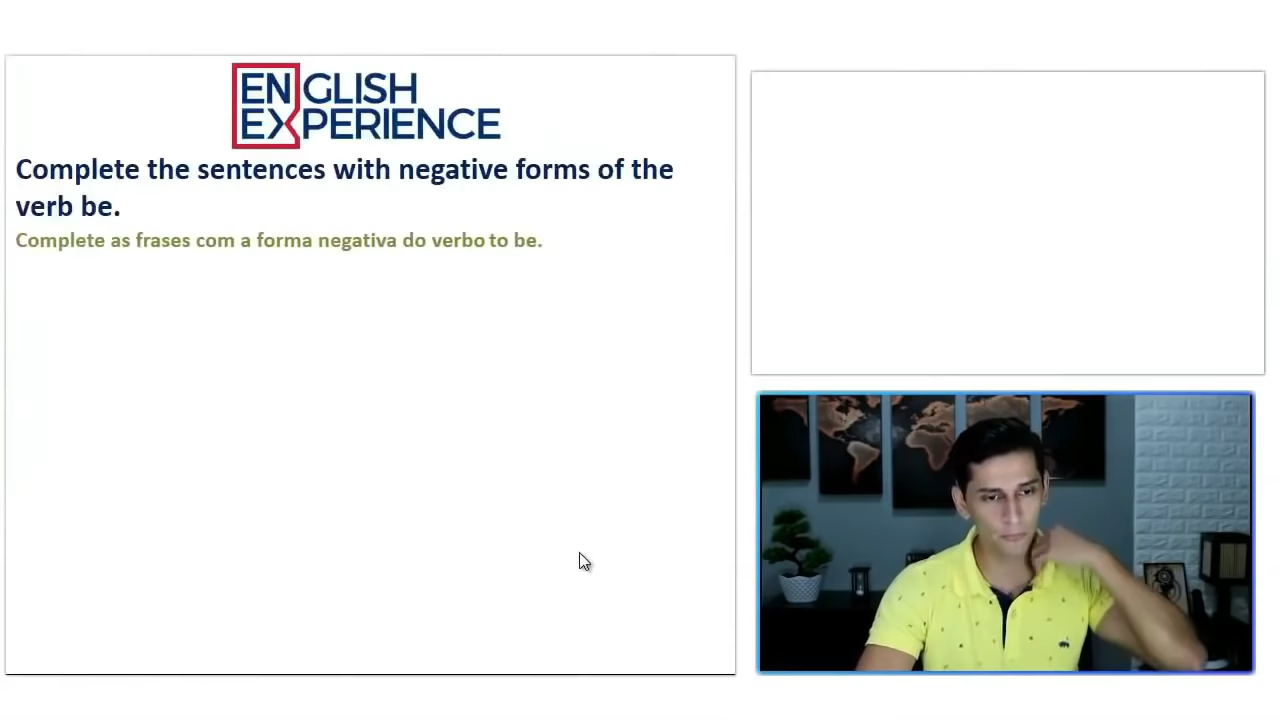 ENGLISH
EXPERIENCE
Complete the sentences with negative forms of the
verb be.
Complete as frases com a forma negativa do verbo to be.